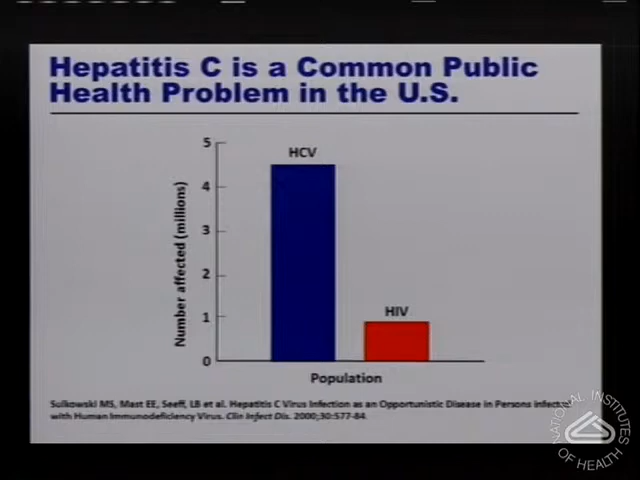 Hepatitis C is a Common Public
Health Problem in the U.S.
5
HCV
4
3
2
1
HIV
0
Number affected (millions)
Population
Sulkowski MS, Mast EE, Seeff, LB et al. Hepatitis C Virus Infection as an Opportunistic Disease in Persons infect
with Human Immunodeficiency Virus. Clin Infect Dis. 2000;30:577-84.
NATIONAL INSTITUTES
OF HEALTH